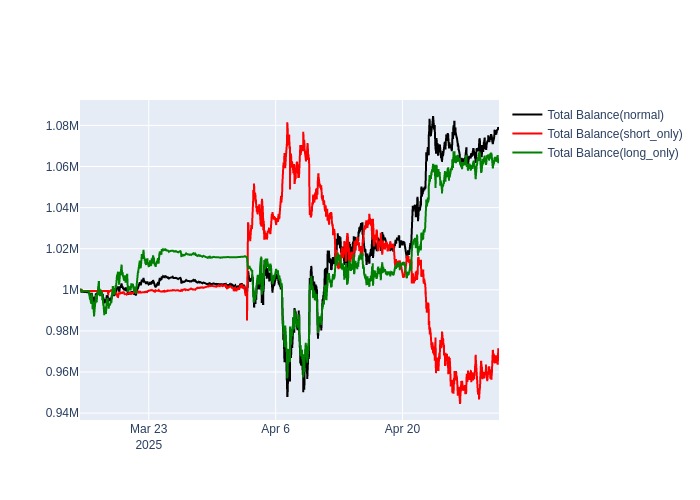 1.08M
1.06M
1.04M
1.02M
1M
0.98M
0.96M
0.94M
Mar 23
2025
Apr 6
Apr 20
Total Balance(normal)
Total Balance(short_only)
Total Balance(long_only)